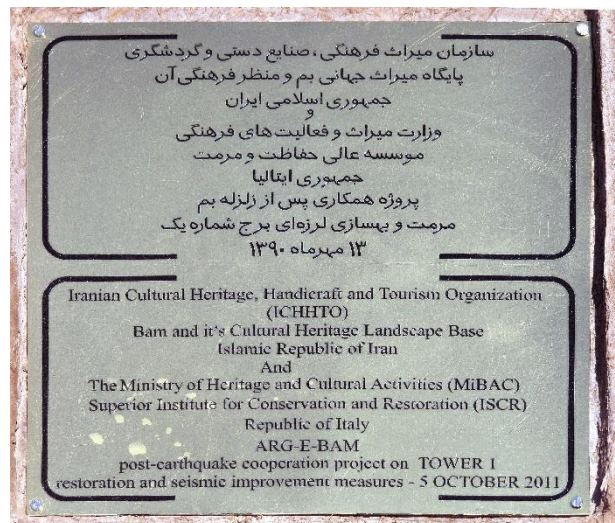 سازمان میراث فرهنگی، صنایع دستی و گردشگری
پایگاه میراث جهانی بم و منظر فرهنگی آن
جمهوری اسلامی ایران
و
وزارت میراث و فعالیت های فرهنگی
موسسه عالی حفاظت و مرمت
جمهوری ایتالیا
پروژه همکاری پس از زلزله بم
مرمت و بهسازی لرزه‌ای برج شماره یک
۱۳ مهرماه ۱۳۹۰
Iranian Cultural Heritage, Handicraft and Tourism Organization
(ICHHTO)
Bam and it's Cultural Heritage Landscape Base
Islamic Republic of Iran
And
The Ministry of Heritage and Cultural Activities (MiBAC)
Superior Institute for Conservation and Restoration (ISCR)
Republic of Italy
ARG-E-BAM
post-earthquake cooperation project on TOWER 1
restoration and seismic improvement measures - 5 OCTOBER 2011